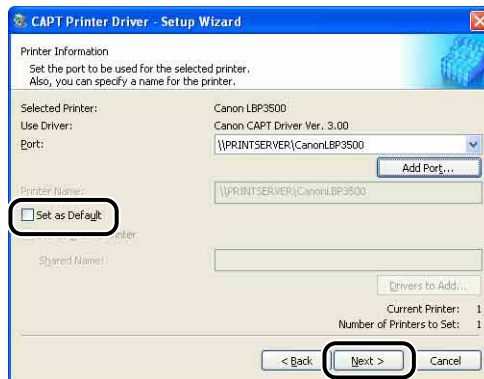 CAPT Printer Driver - Setup Wizard
Printer Information
Set the port to be used for the selected printer.
Also, you can specify a name for the printer.
Selected Printer: Canon LBP3500
Use Driver: Canon CAPT Driver Ver. 3.00
Port: \\PRINTSERVER\CanonLBP3500
Add Port...
Printer Name: \\PRINTSERVER\CanonLBP3500
Set as Default
Shared Name:
Drivers to Add...
Current Printer: 1
Number of Printers to Set: 1
< Back Next > Cancel